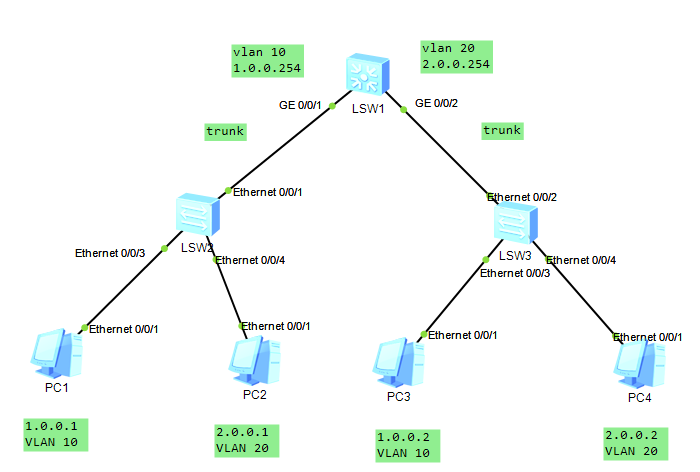 vlan 10
1.0.0.254
vlan 20
2.0.0.254
GE 0/0/1
LSW1
GE 0/0/2
trunk
trunk
Ethernet 0/0/1
Ethernet 0/0/2
Ethernet 0/0/3
LSW2
Ethernet 0/0/4
LSW3
Ethernet 0/0/3
Ethernet 0/0/4
Ethernet 0/0/1
Ethernet 0/0/1
Ethernet 0/0/1
Ethernet 0/0/1
PC1
PC2
PC3
PC4
1.0.0.1
VLAN 10
2.0.0.1
VLAN 20
1.0.0.2
VLAN 10
2.0.0.2
VLAN 20